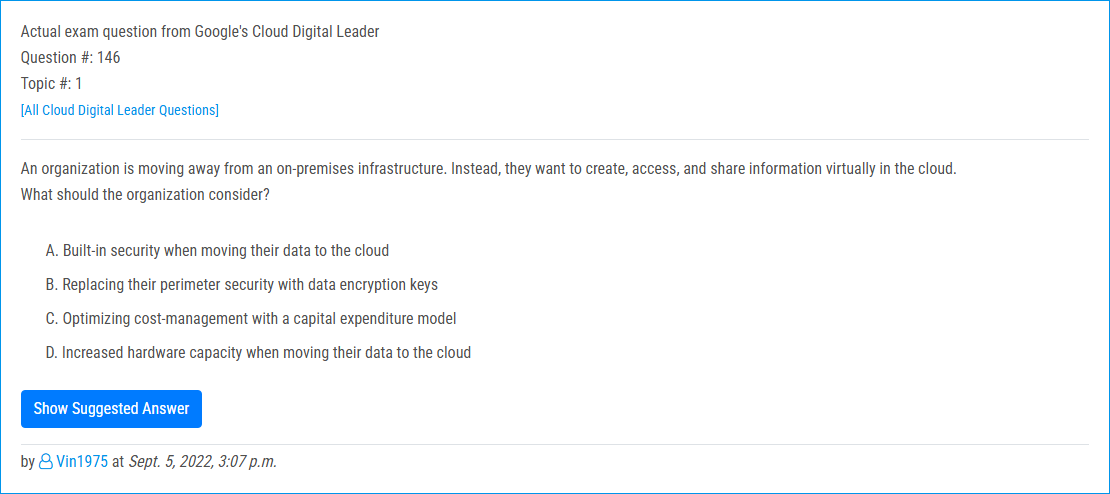 Actual exam question from Google's Cloud Digital Leader
Question #: 146
Topic #: 1
[All Cloud Digital Leader Questions]
An organization is moving away from an on-premises infrastructure. Instead, they want to create, access, and share information virtually in the cloud.
What should the organization consider?
A. Built-in security when moving their data to the cloud
B. Replacing their perimeter security with data encryption keys
C. Optimizing cost-management with a capital expenditure model
D. Increased hardware capacity when moving their data to the cloud
Show Suggested Answer
by Vin1975 at Sept. 5, 2022, 3:07 p.m.